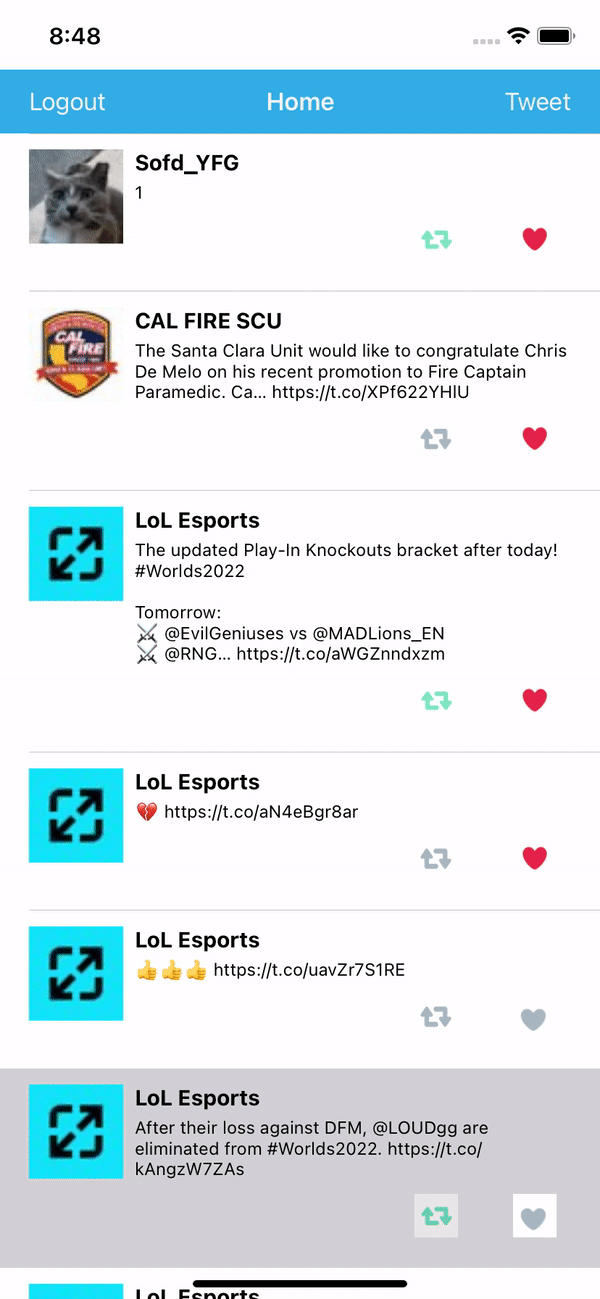 8:48
Logout Home Tweet
Sofd_YFG
1
CAL FIRE SCU
CAL
FIRE
The Santa Clara Unit would like to congratulate Chris
De Melo on his recent promotion to Fire Captain
Paramedic. Ca... https://t.co/XPf622YHlU
LoL Esports
The updated Play-In Knockouts bracket after today!
#Worlds2022
Tomorrow:
⚔️ @EvilGeniuses vs @MADLions_EN
⚔️ @RNG... https://t.co/aWGZnndxzm
LoL Esports
💔 https://t.co/aN4eBgr8ar
LoL Esports
👍👍👍 https://t.co/uavZr7S1RE
LoL Esports
After their loss against DFM, @LOUDgg are
eliminated from #Worlds2022. https://t.co/
kAngzW7ZAs
LoL Esports